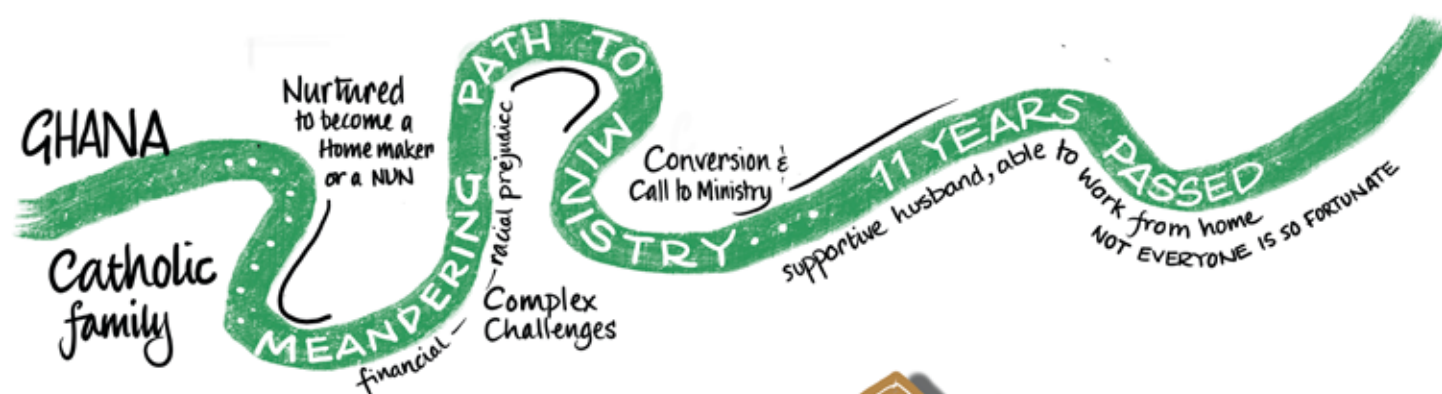 GHANA
Catholic
family
Nurtured
to become a
Home maker
or a NUN
MEANDERING PATH TO MINISTRY
financial
racial prejudice
Complex
Challenges
Conversion &
Call to Ministry
11 YEARS PASSED
supportive husband, able to work from home
NOT EVERYONE IS SO FORTUNATE